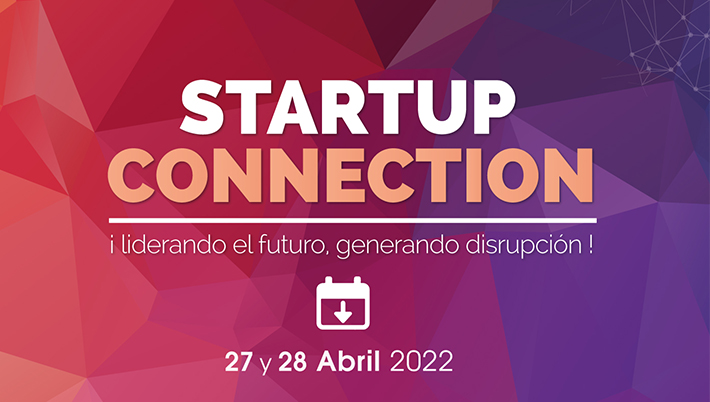 STARTUP
CONNECTION
¡ liderando el futuro, generando disrupción !
27 y 28 Abril 2022